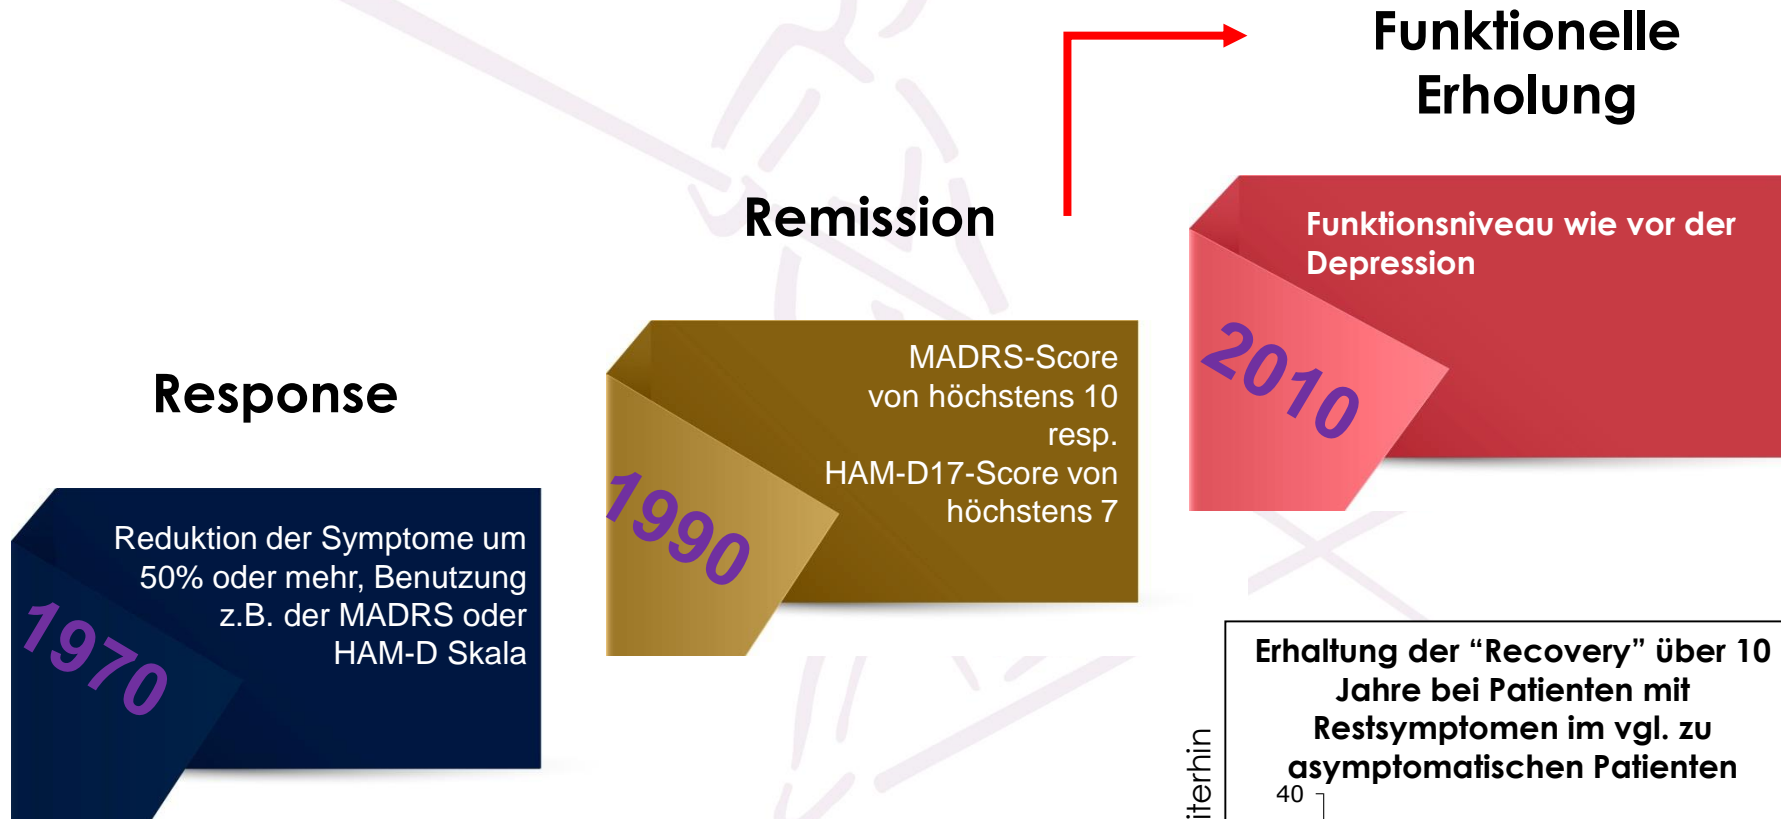 Funktionelle
Erholung
Remission
Funktionsniveau wie vor der
Depression
2010
Response
MADRS-Score
von höchstens 10
resp.
HAM-D17-Score von
höchstens 7
1990
Reduktion der Symptome um
50% oder mehr, Benutzung
z.B. der MADRS oder
HAM-D Skala
1970
Erhaltung der “Recovery” über 10
Jahre bei Patienten mit
Restsymptomen im vgl. zu
asymptomatischen Patienten
40
iterhin